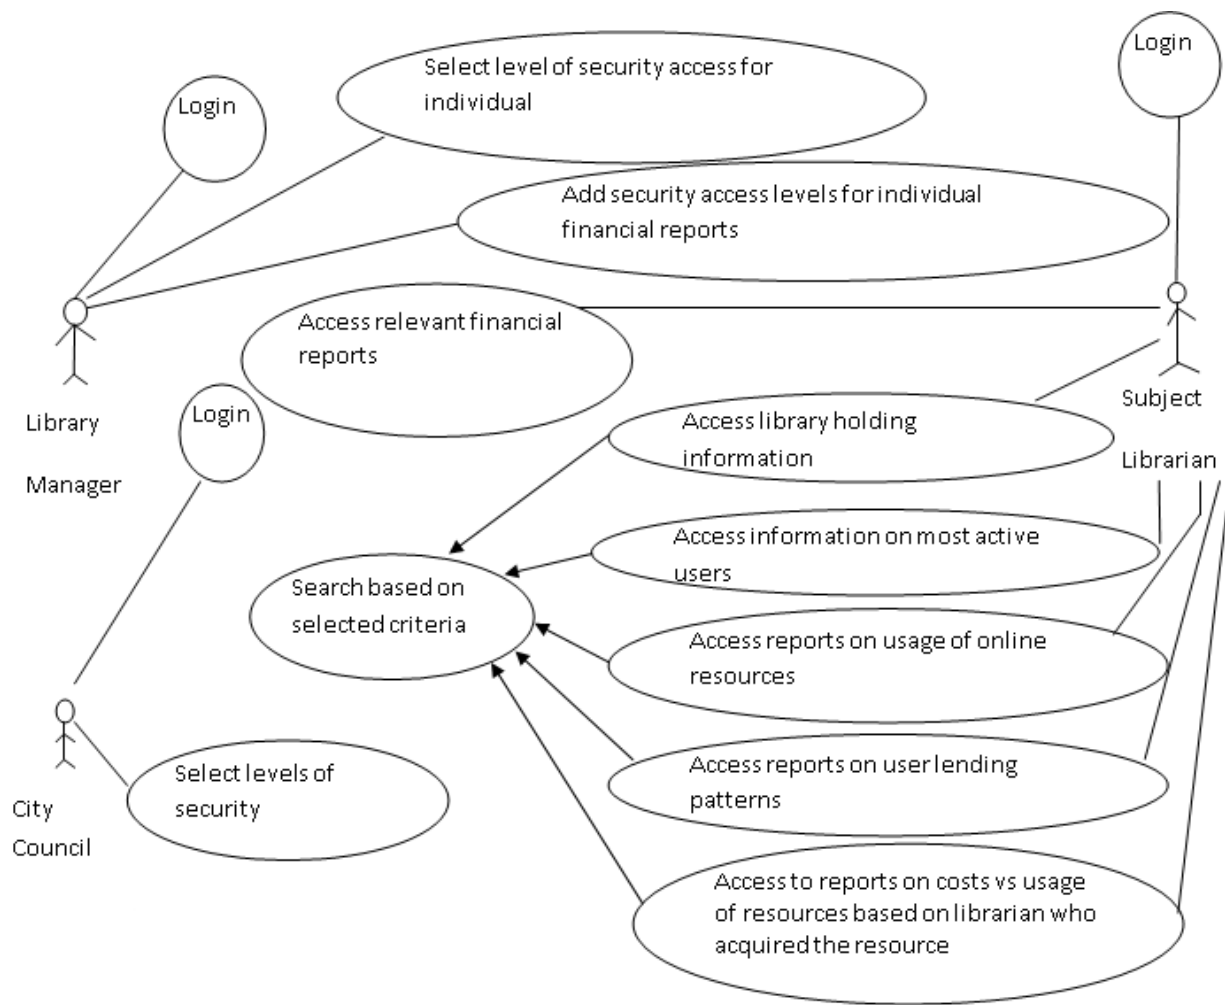 Login
Select level of security access for
individual
Login
Add security access levels for individual
financial reports
Access relevant financial
reports
Library
Manager
Login
Subject
Librarian
Access library holding
information
Access information on most active
users
Search based on
selected criteria
Access reports on usage of online
resources
Access reports on user lending
patterns
Select levels of
security
City
Council
Access to reports on costs vs usage
of resources based on librarian who
acquired the resource